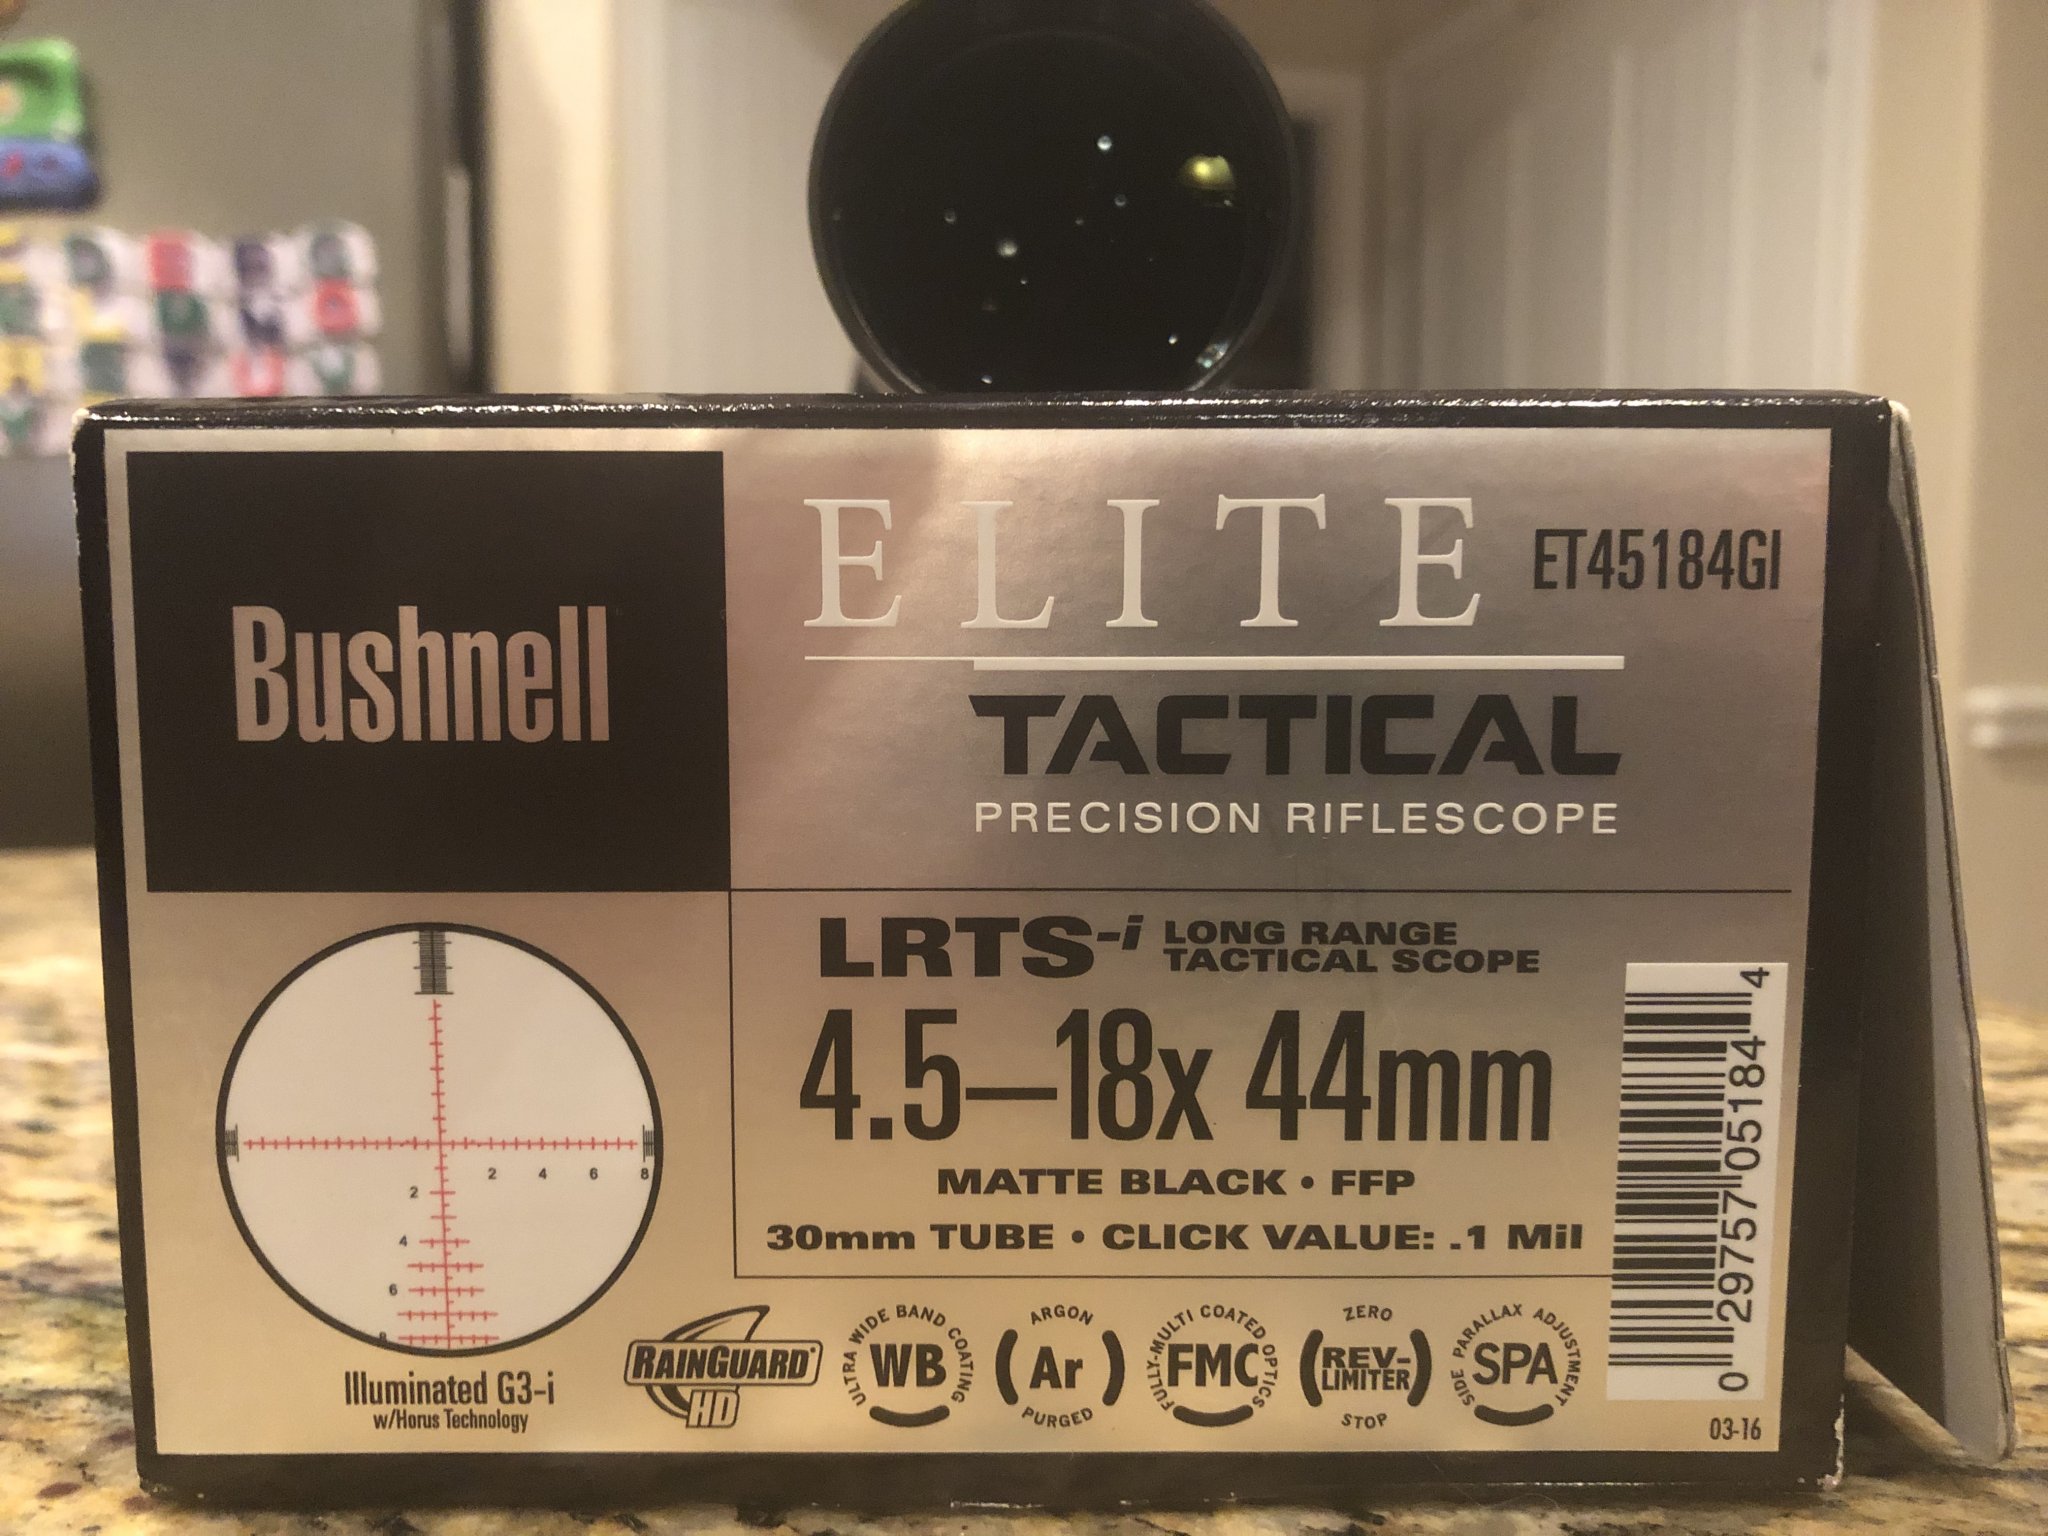 Bushnell
ELITE ET45184GI
TACTICAL
PRECISION RIFLESCOPE
LRTS-i LONG RANGE
TACTICAL SCOPE
4.5–18x 44mm
MATTE BLACK • FFP
30mm TUBE • CLICK VALUE: .1 Mil
2 4 6 8
2
4
6
8
Illuminated G3-i
w/Horus Technology
RAINGUARD®
HD
ULTRA WIDE BAND COATING
WB
ARGON
Ar
PURGED
FULLY-MULTI COATED OPTICS
FMC
ZERO
REV-
LIMITER
STOP
SIDE PARALLAX ADJUSTMENT
SPA
0 29757 05184 4
03-16